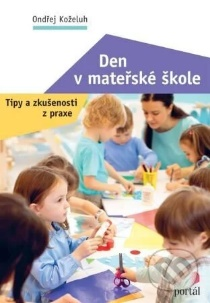 Ondřej Koželuh
Den
v mateřské škole
Tipy a zkušenosti
z praxe
portál